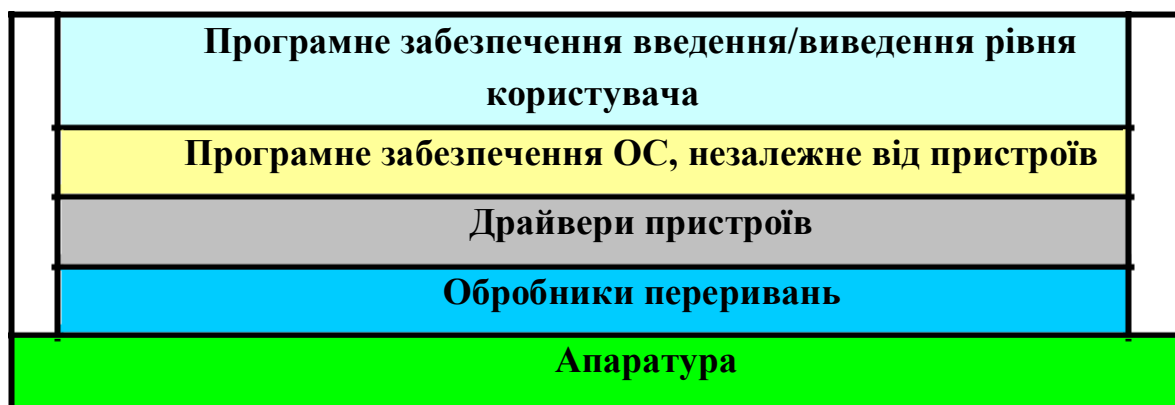 Програмне забезпечення введення/виведення рівня
користувача
Програмне забезпечення ОС, незалежне від пристроїв
Драйвери пристроїв
Обробники переривань
Апаратура